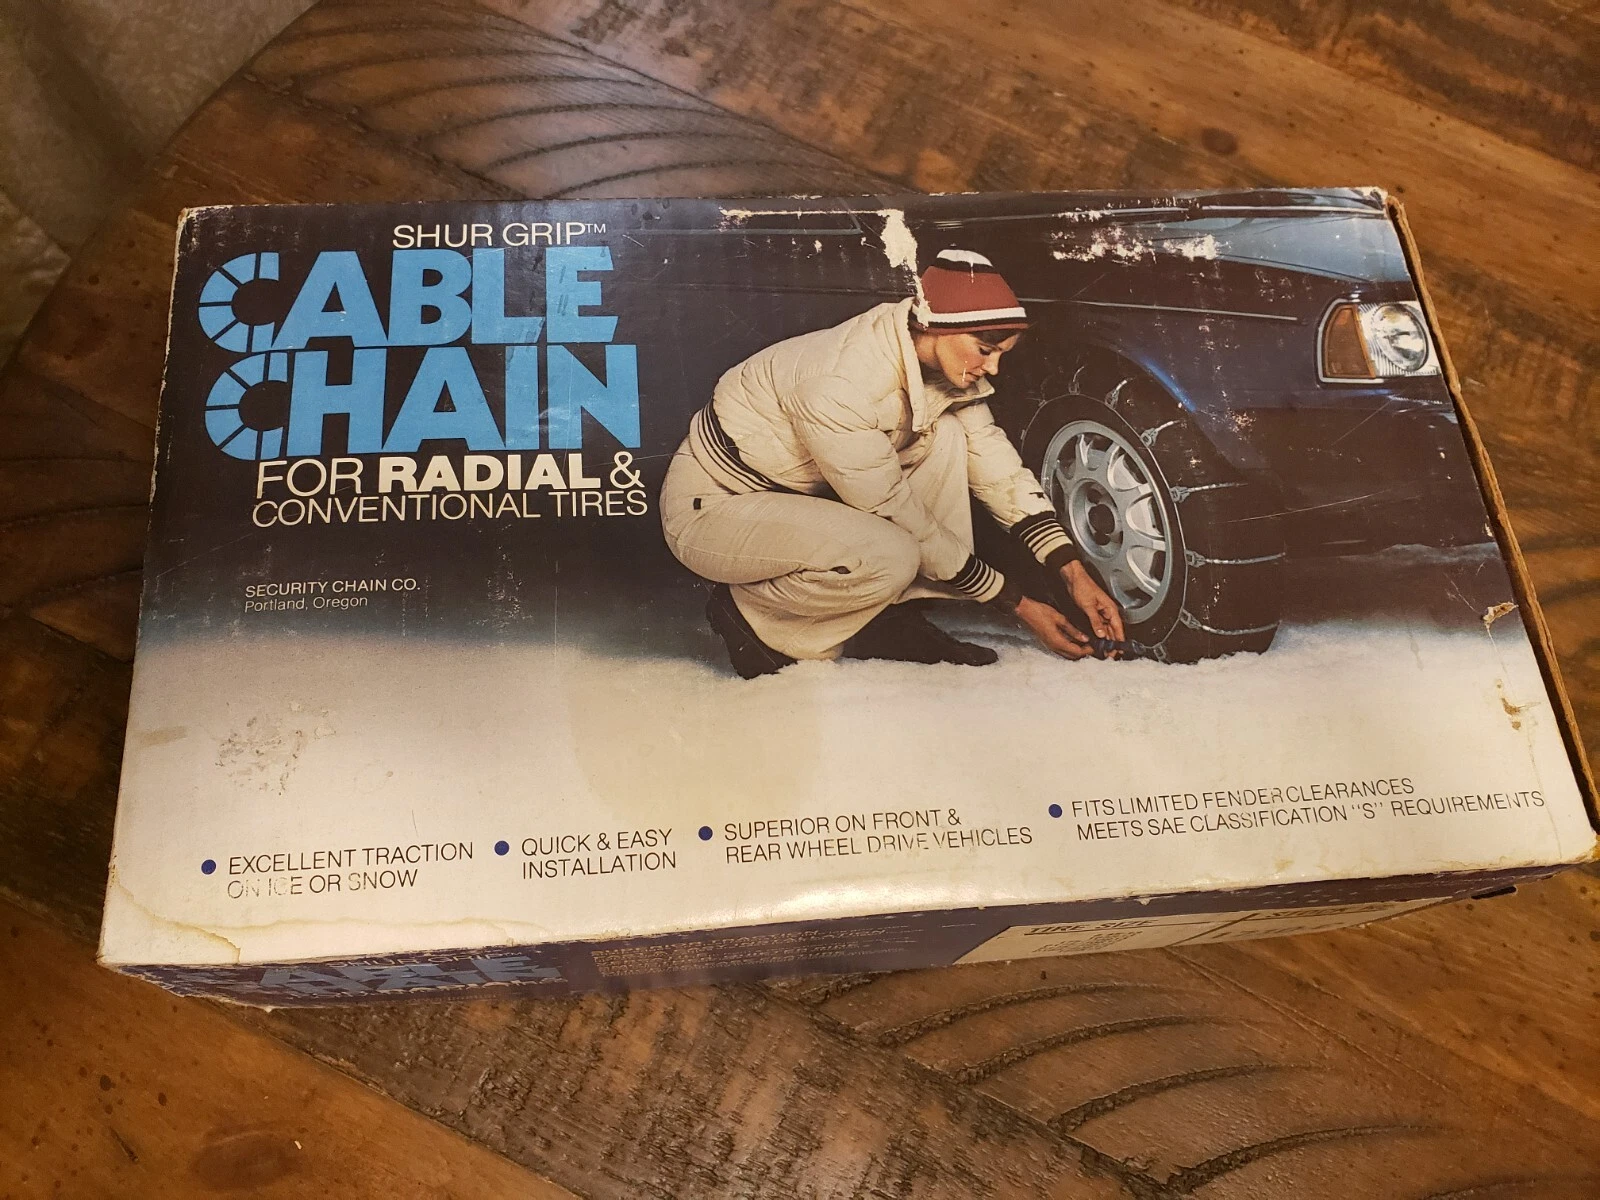 SHUR GRIP™
CABLE
CHAIN
FOR RADIAL &
CONVENTIONAL TIRES
SECURITY CHAIN CO.
Portland, Oregon
EXCELLENT TRACTION
ON ICE OR SNOW
QUICK & EASY
INSTALLATION
SUPERIOR ON FRONT &
REAR WHEEL DRIVE VEHICLES
FITS LIMITED FENDER CLEARANCES
MEETS SAE CLASSIFICATION "S" REQUIREMENTS
CABLE
CHAIN
TIRE SIZE